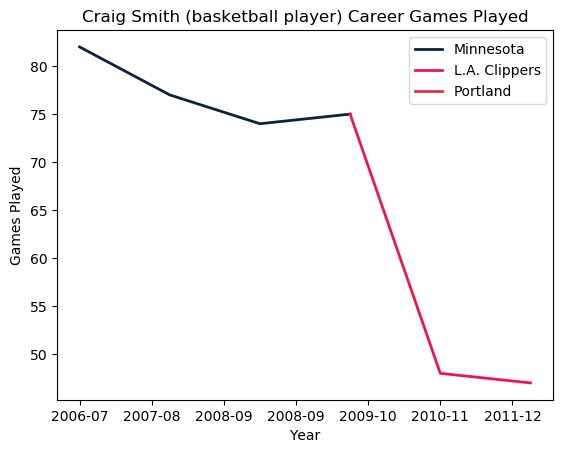 Craig Smith (basketball player) Career Games Played
Minnesota
L.A. Clippers
Portland
Games Played
80
75
70
65
60
55
50
2006-07 2007-08 2008-09 2008-09 2009-10 2010-11 2011-12
Year